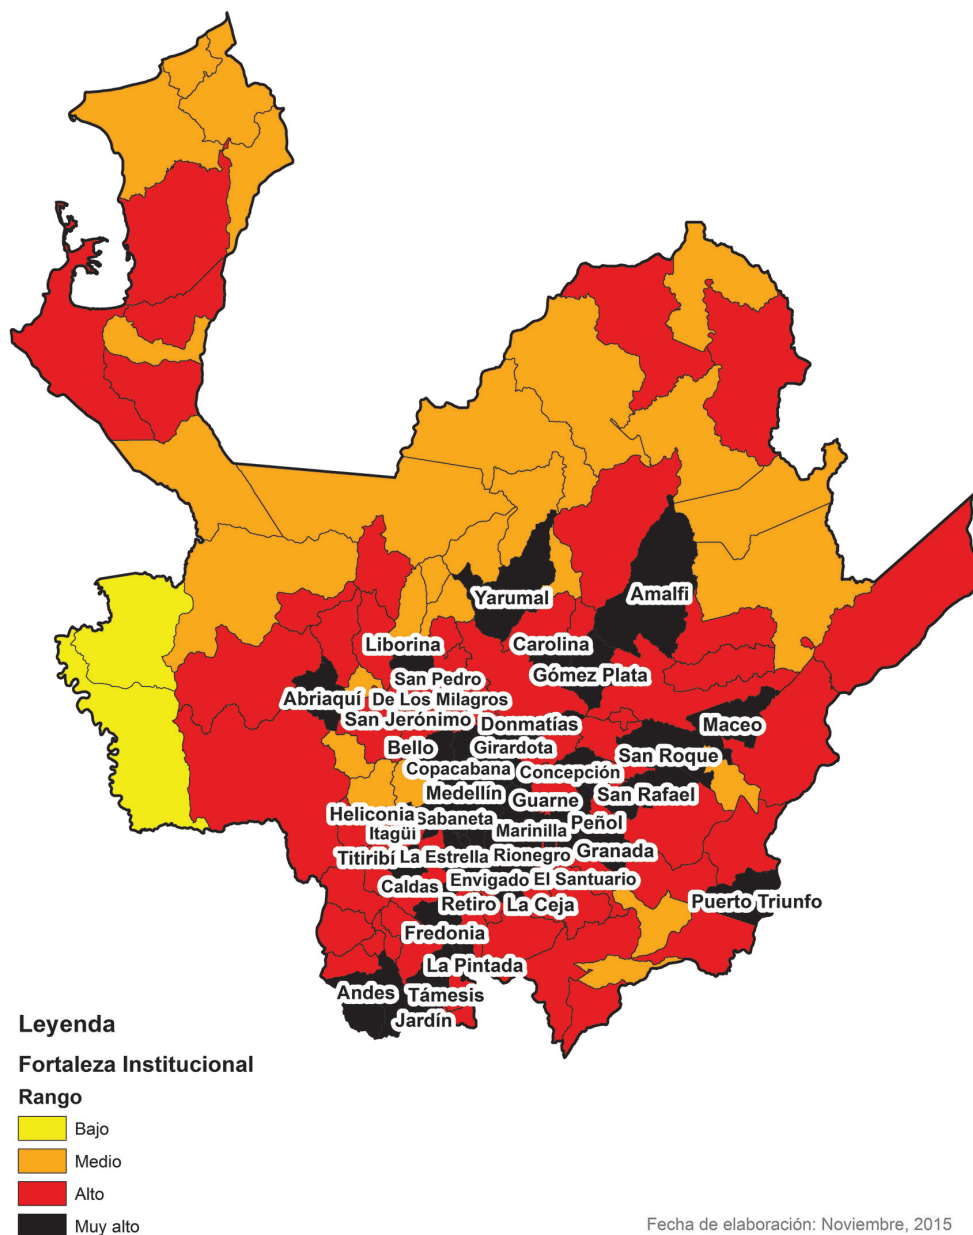 Yarumal
Amalfi
Liborina
Carolina
San Pedro
De Los Milagros
Gómez Plata
Abriaquí
San Jerónimo
Donmatías
Maceo
Bello
Girardota
San Roque
Copacabana
Concepción
Medellín
Guarne
San Rafael
Heliconia
Sabaneta
Marinilla
Peñol
Itagüí
Titiribí
La Estrella
Rionegro
Granada
Caldas
Envigado
El Santuario
Puerto Triunfo
Retiro
La Ceja
Fredonia
La Pintada
Andes
Támesis
Jardín
Leyenda
Fortaleza Institucional
Rango
Bajo
Medio
Alto
Muy alto
Fecha de elaboración: Noviembre, 2015